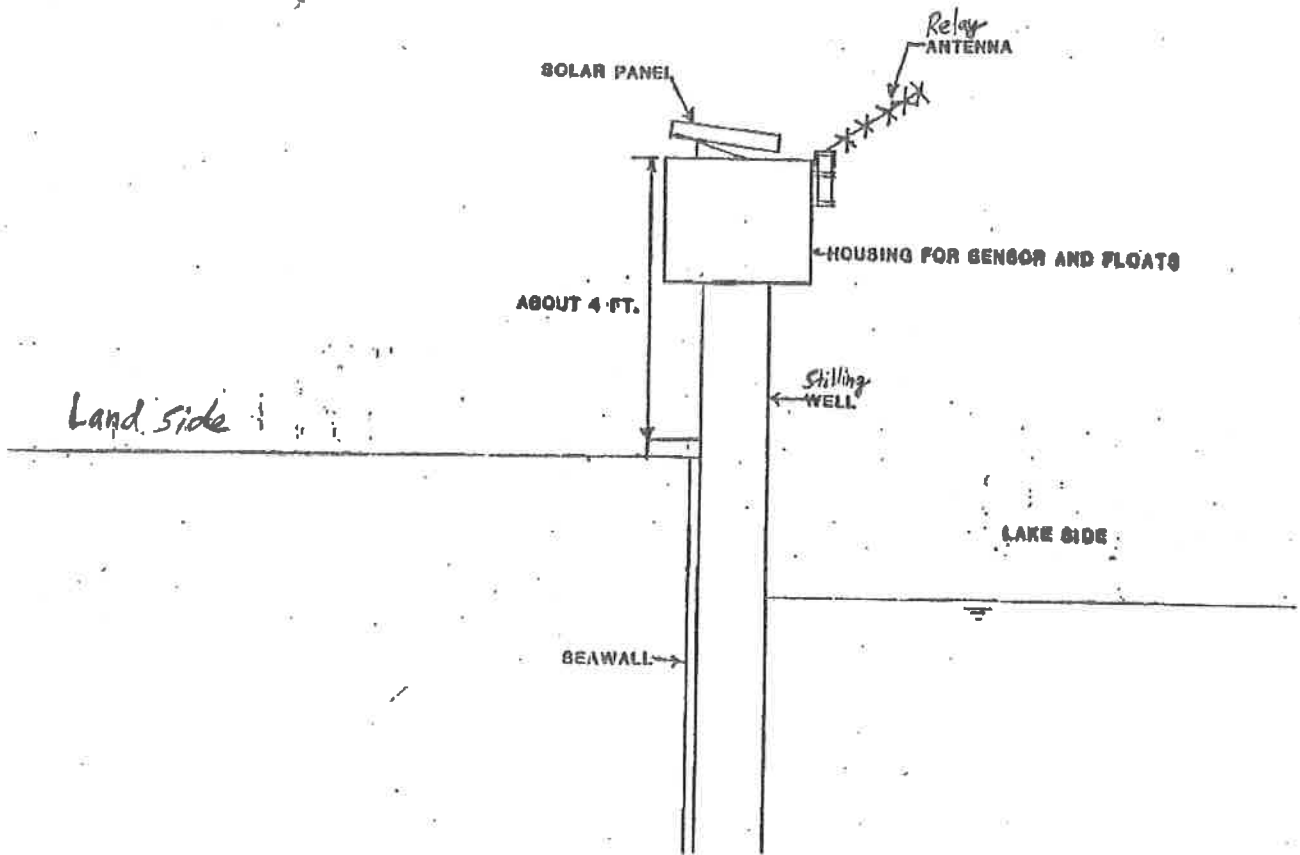 Relay
ANTENNA
SOLAR PANEL
HOUSING FOR SENSOR AND FLOATS
ABOUT 4 FT.
Stilling
WELL
Land side
LAKE SIDE
SEAWALL